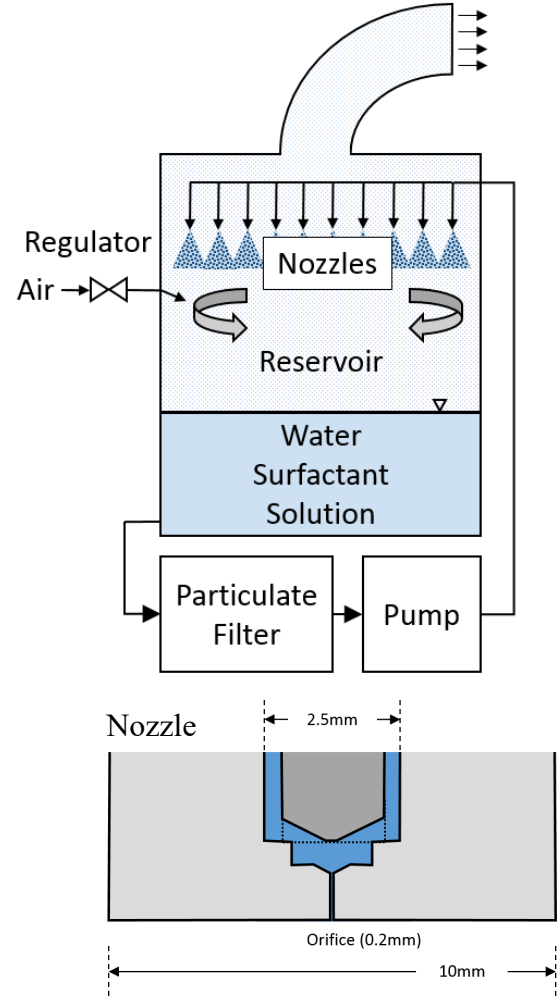 Regulator
Air
Nozzles
Reservoir
Water
Surfactant
Solution
Particulate
Filter
Pump
Nozzle
2.5mm
Orifice (0.2mm)
10mm